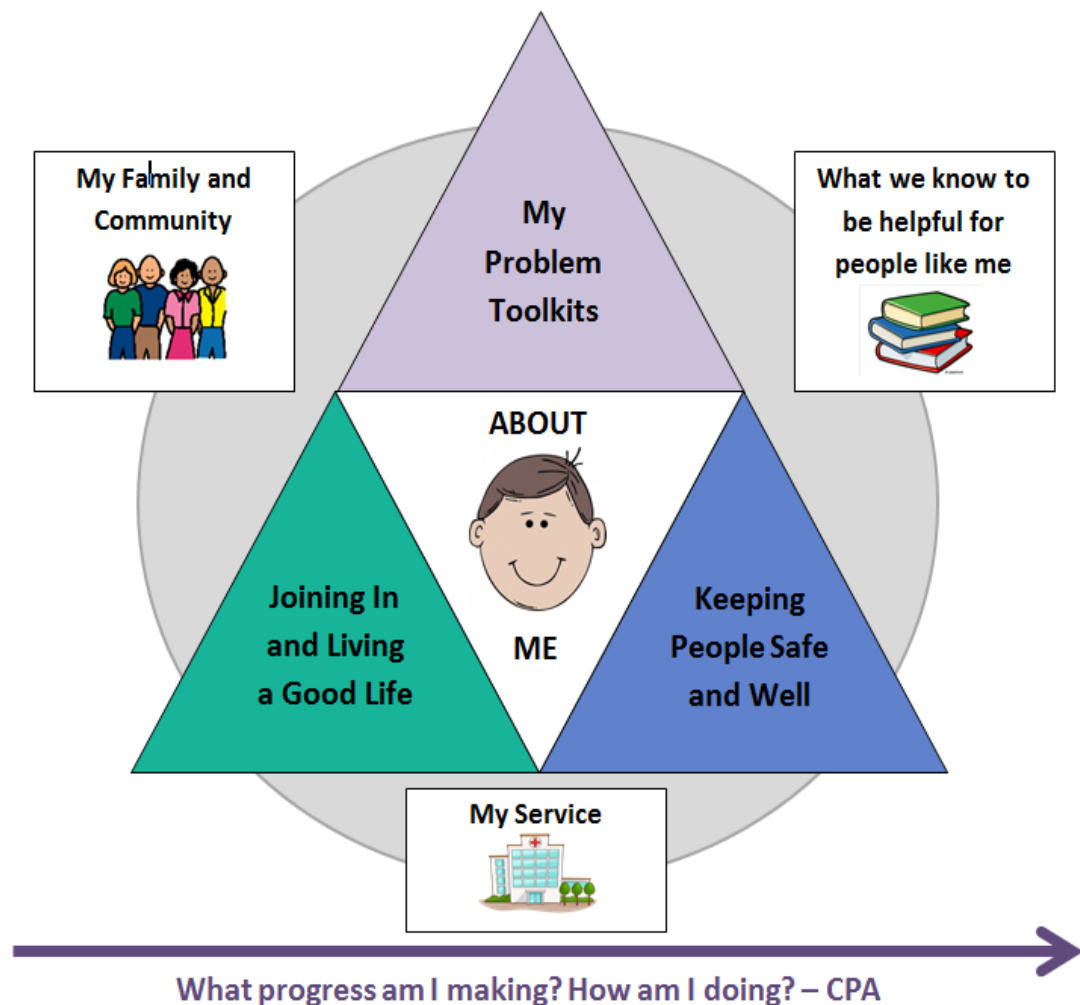 My Family and
Community
What we know to
be helpful for
people like me
My
Problem
Toolkits
ABOUT
ME
Joining In
and Living
a Good Life
Keeping
People Safe
and Well
My Service
What progress am I making? How am I doing? – CPA